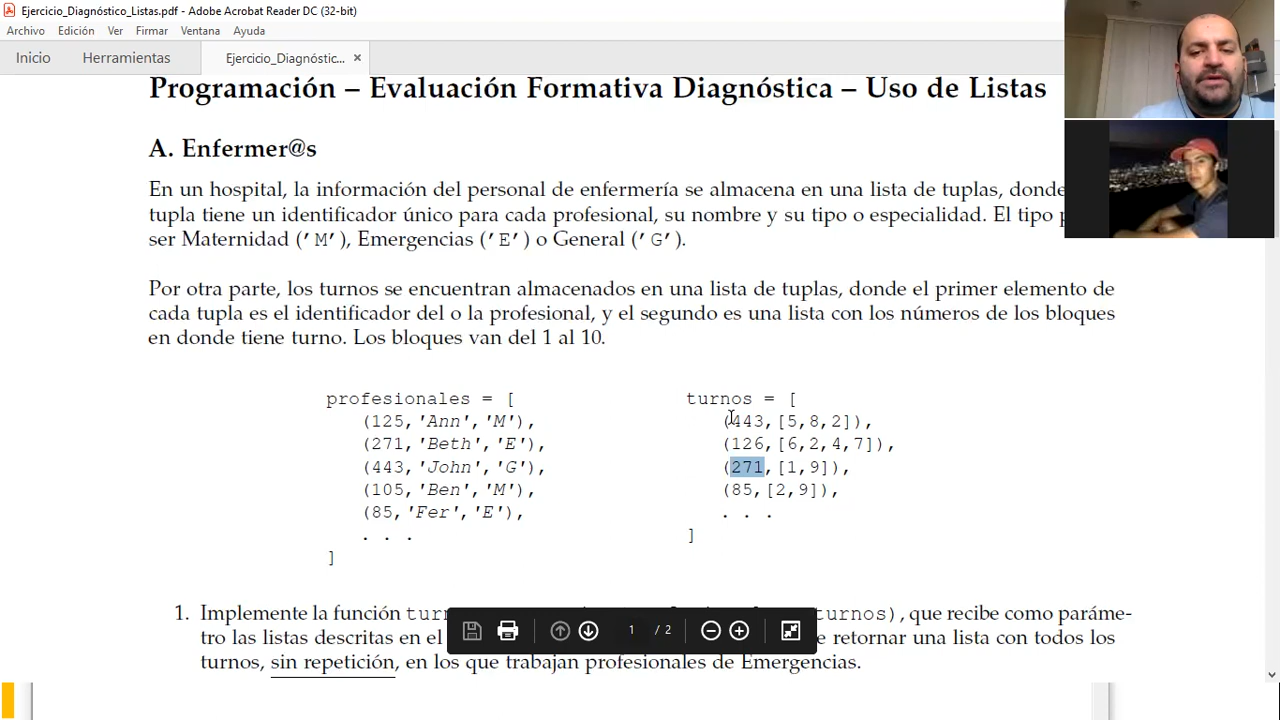 Ejercicio_Diagnóstico_Listas.pdf - Adobe Acrobat Reader DC (32-bit)
Archivo Edición Ver Firmar Ventana Ayuda
Inicio Herramientas Ejercicio_Diagnóstic... ×
Programación – Evaluación Formativa Diagnóstica – Uso de Listas
A. Enfermer@s
En un hospital, la información del personal de enfermería se almacena en una lista de tuplas, donde
tupla tiene un identificador único para cada profesional, su nombre y su tipo o especialidad. El tipo p
ser Maternidad ('M'), Emergencias ('E') o General ('G').
Por otra parte, los turnos se encuentran almacenados en una lista de tuplas, donde el primer elemento de
cada tupla es el identificador del o la profesional, y el segundo es una lista con los números de los bloques
en donde tiene turno. Los bloques van del 1 al 10.
profesionales = [
(125,'Ann','M'),
(271,'Beth','E'),
(443,'John','G'),
(105,'Ben','M'),
(85,'Fer','E'),
. . .
]
turnos = [
(443,[5,8,2]),
(126,[6,2,4,7]),
(271,[1,9]),
(85,[2,9]),
. . .
]
1. Implemente la función turn turnos), que recibe como paráme-
tro las listas descritas en el e retornar una lista con todos los
turnos, sin repetición, en los que trabajan profesionales de Emergencias.
1 / 2